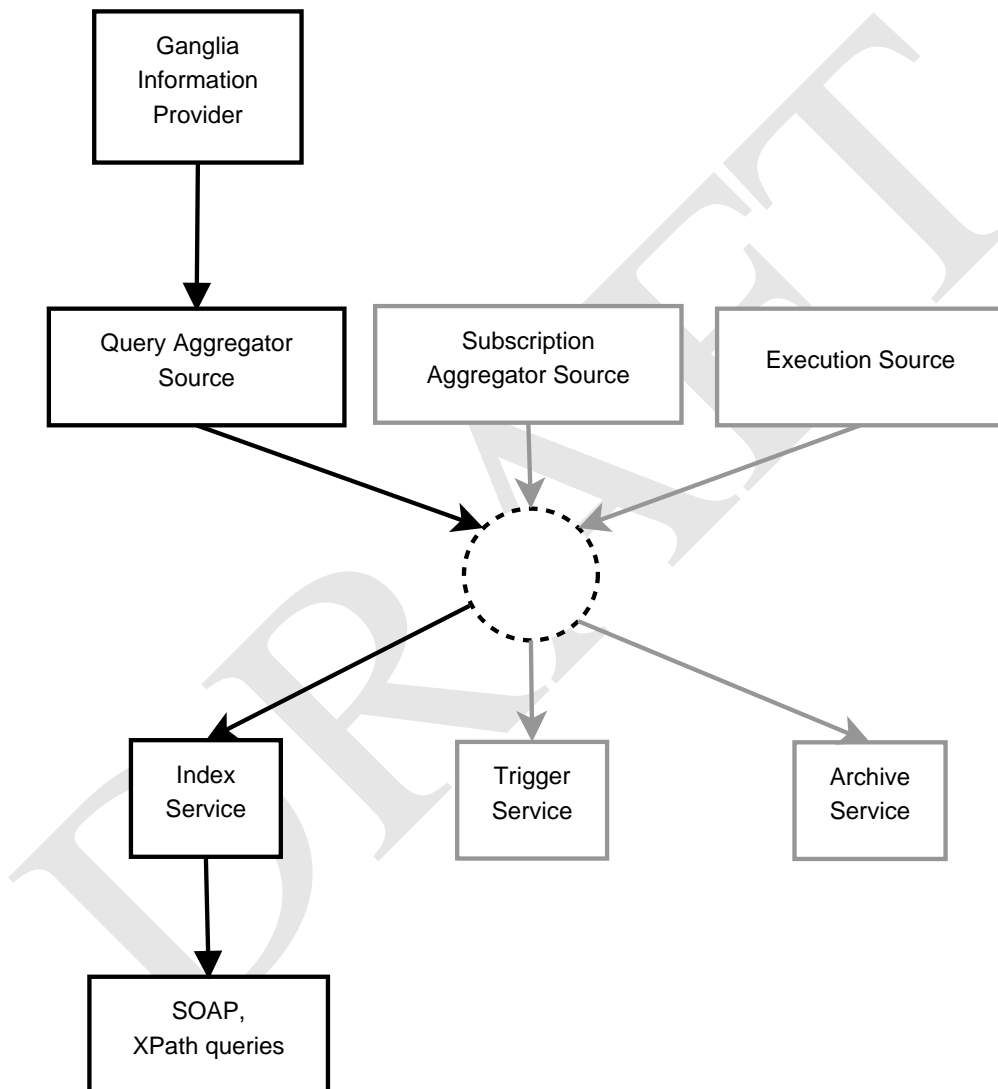 Ganglia
Information
Provider
Query Aggregator
Source
Subscription
Aggregator Source
Execution Source
Index
Service
Trigger
Service
Archive
Service
SOAP,
XPath queries
DRAFT